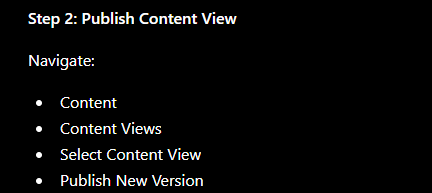 Step 2: Publish Content View
Navigate:
• Content
• Content Views
• Select Content View
• Publish New Version